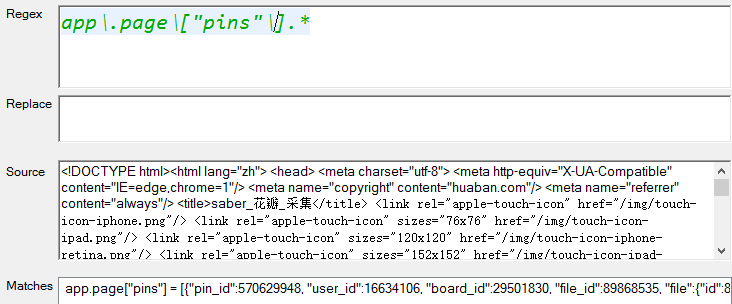 Regex
app\.page\["pins"\].*
Replace
Source
<!DOCTYPE html><html lang="zh"> <head> <meta charset="utf-8"> <meta http-equiv="X-UA-Compatible"
content="IE=edge,chrome=1"/> <meta name="copyright" content="huaban.com"/> <meta name="referrer"
content="always"/> <title>saber_花瓣_采集</title> <link rel="apple-touch-icon" href="/img/touch-
icon-iphone.png"/> <link rel="apple-touch-icon" sizes="76x76" href="/img/touch-icon-
ipad.png"/> <link rel="apple-touch-icon" sizes="120x120" href="/img/touch-icon-iphone-
retina.png"/> <link rel="apple-touch-icon" sizes="152x152" href="/img/touch-icon-ipad-
Matches
app.page["pins"] = [{"pin_id":570629948, "user_id":16634106, "board_id":29501830, "file_id":89868535, "file":{"id":8